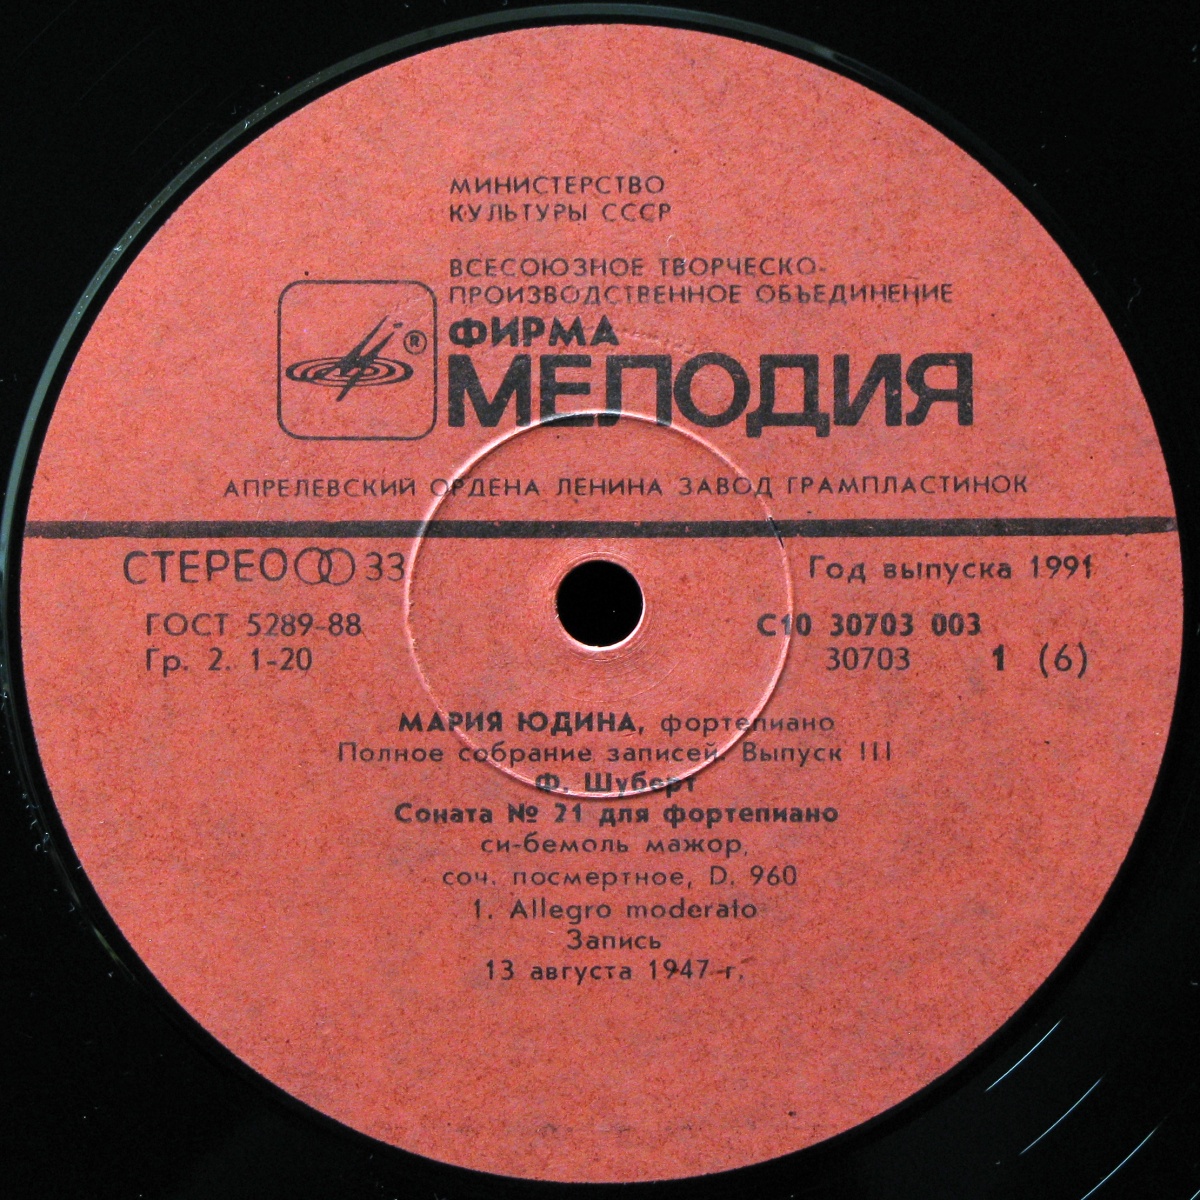 МИНИСТЕРСТВО
КУЛЬТУРЫ СССР
ВСЕСОЮЗНОЕ ТВОРЧЕСКО-
ПРОИЗВОДСТВЕННОЕ ОБЪЕДИНЕНИЕ
ФИРМА
®
МЕЛОДИЯ
АПРЕЛЕВСКИЙ ОРДЕНА ЛЕНИНА ЗАВОД ГРАМПЛАСТИНОК
СТЕРЕО 33
Год выпуска 1991
ГОСТ 5289-88
С10 30703 003
Гр. 2. 1-20
30703 1 (6)
МАРИЯ ЮДИНА, фортепиано
Полное собрание записей. Выпуск III
Ф. Шуберт
Соната № 21 для фортепиано
си-бемоль мажор,
соч. посмертное, D. 960
1. Allegro moderato
Запись
13 августа 1947 г.